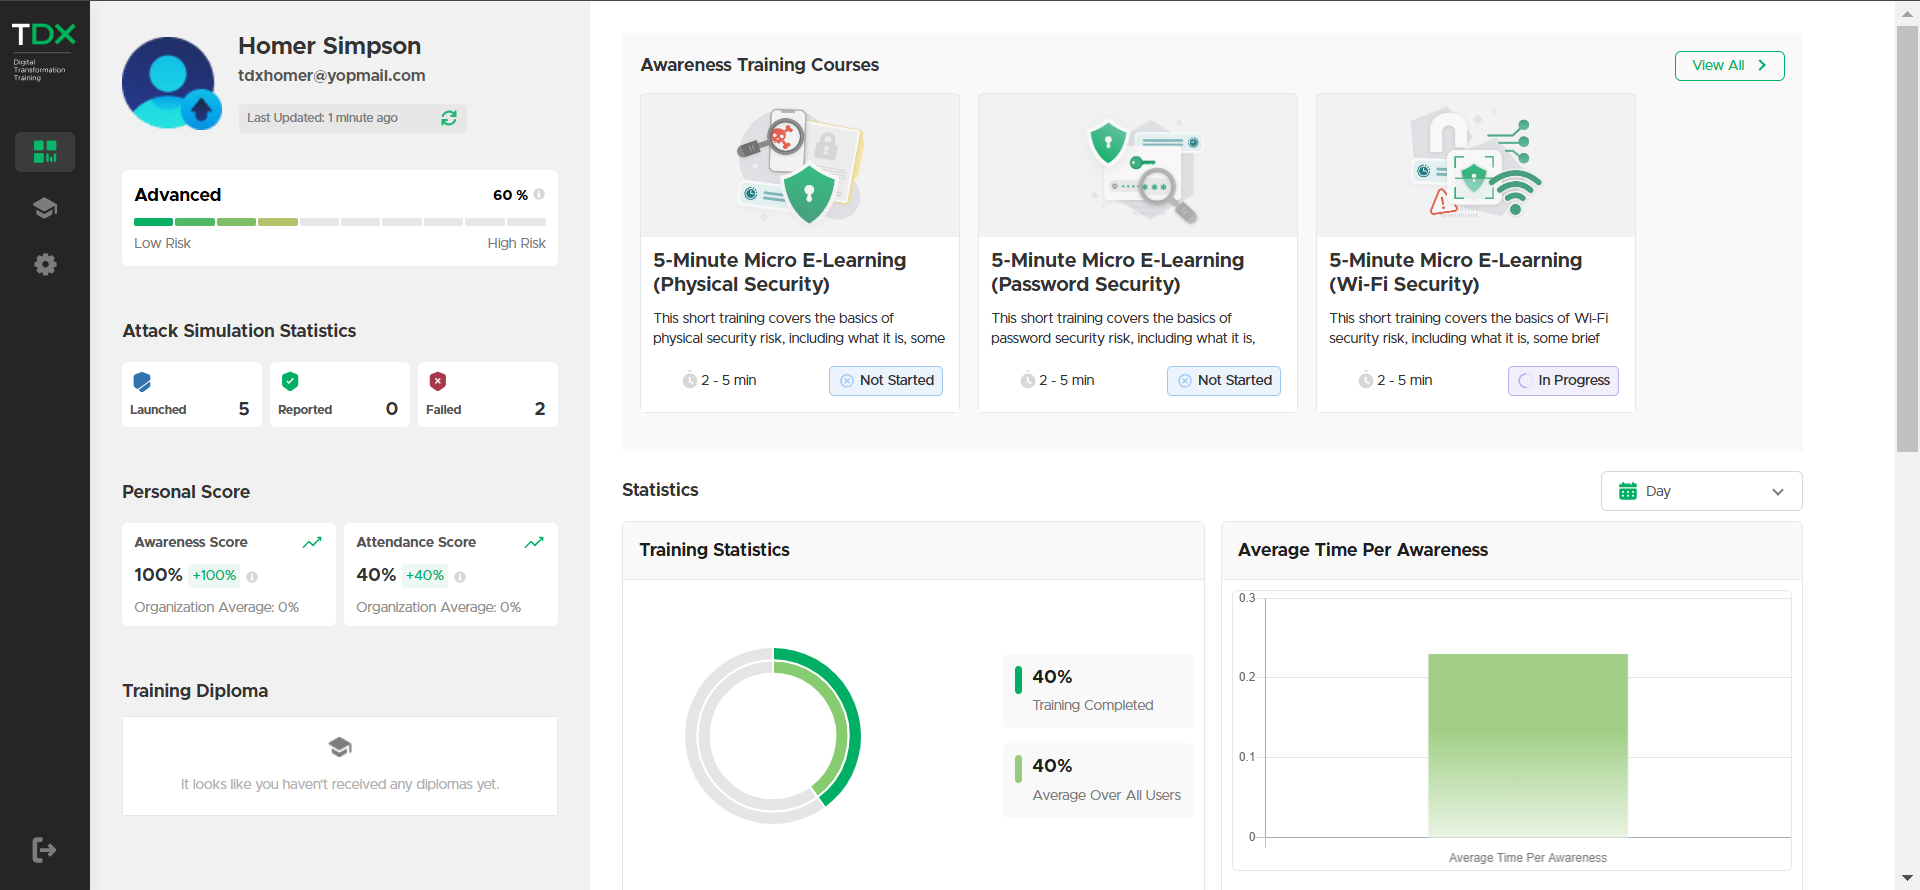 TDX
Digital
Transformation
Training
Homer Simpson
tdxhomer@yopmail.com
Last Updated: 1 minute ago
Advanced
60 %
Low Risk
High Risk
Attack Simulation Statistics
Launched
5
Reported
0
Failed
2
Personal Score
Awareness Score
100% +100%
Organization Average: 0%
Attendance Score
40% +40%
Organization Average: 0%
Training Diploma
It looks like you haven't received any diplomas yet.
Awareness Training Courses
View All
5-Minute Micro E-Learning
(Physical Security)
This short training covers the basics of
physical security risk, including what it is, some
2 - 5 min
Not Started
5-Minute Micro E-Learning
(Password Security)
This short training covers the basics of
password security risk, including what it is,
2 - 5 min
Not Started
5-Minute Micro E-Learning
(Wi-Fi Security)
This short training covers the basics of Wi-Fi
security risk, including what it is, some brief
2 - 5 min
In Progress
Statistics
Day
Training Statistics
40%
Training Completed
40%
Average Over All Users
Average Time Per Awareness
0.3
0.2
0.1
0
Average Time Per Awareness